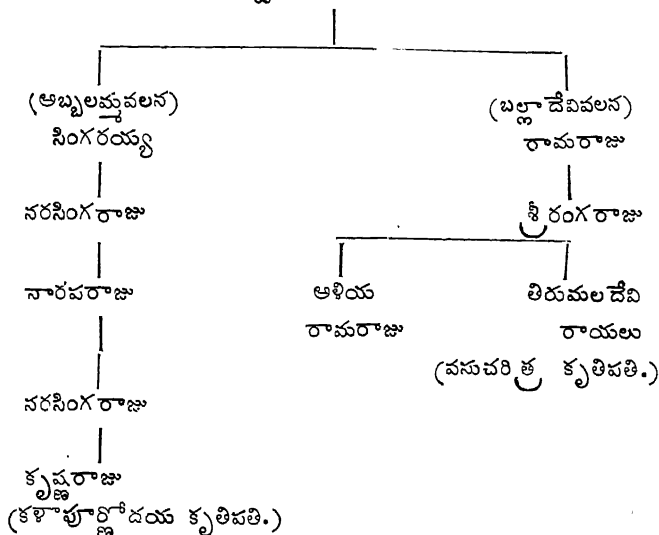 (అబ్బలమ్మవలన)
సింగరయ్య
నరసింగరాజు
నారపరాజు
నరసింగరాజు
కృష్ణరాజు
(కళాపూర్ణోదయ కృతిపతి.)
(బల్లాదేవివలన)
రామరాజు
శ్రీరంగరాజు
అళియ
రామరాజు
తిరుమలదేవి
రాయలు
(వసుచరిత్ర కృతిపతి.)